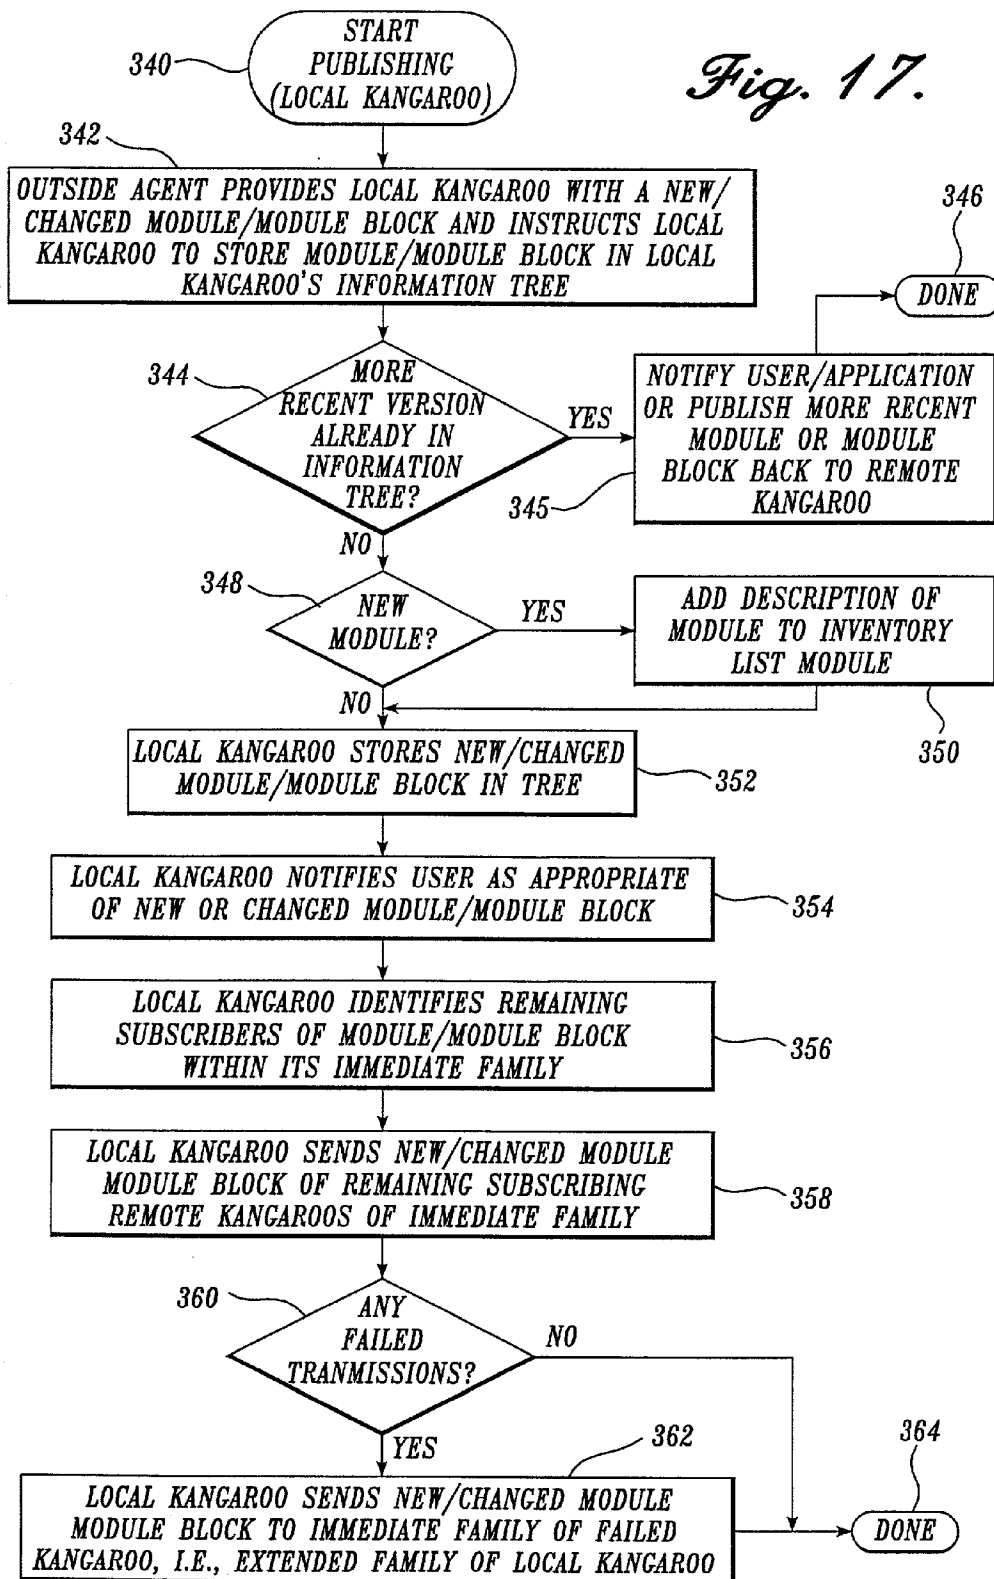 START
PUBLISHING
(LOCAL KANGAROO)
340
Fig. 17.
342
OUTSIDE AGENT PROVIDES LOCAL KANGAROO WITH A NEW/
CHANGED MODULE/MODULE BLOCK AND INSTRUCTS LOCAL
KANGAROO TO STORE MODULE/MODULE BLOCK IN LOCAL
KANGAROO'S INFORMATION TREE
346
DONE
344
MORE
RECENT VERSION
ALREADY IN
INFORMATION
TREE?
YES
NOTIFY USER/APPLICATION
OR PUBLISH MORE RECENT
MODULE OR MODULE
BLOCK BACK TO REMOTE
KANGAROO
345
NO
348
NEW
MODULE?
YES
ADD DESCRIPTION OF
MODULE TO INVENTORY
LIST MODULE
350
NO
LOCAL KANGAROO STORES NEW/CHANGED
MODULE/MODULE BLOCK IN TREE
352
LOCAL KANGAROO NOTIFIES USER AS APPROPRIATE
OF NEW OR CHANGED MODULE/MODULE BLOCK
354
LOCAL KANGAROO IDENTIFIES REMAINING
SUBSCRIBERS OF MODULE/MODULE BLOCK
WITHIN ITS IMMEDIATE FAMILY
356
LOCAL KANGAROO SENDS NEW/CHANGED MODULE
MODULE BLOCK OF REMAINING SUBSCRIBING
REMOTE KANGAROOS OF IMMEDIATE FAMILY
358
360
ANY
FAILED
TRANMISSIONS?
NO
YES
362
LOCAL KANGAROO SENDS NEW/CHANGED MODULE
MODULE BLOCK TO IMMEDIATE FAMILY OF FAILED
KANGAROO, I.E., EXTENDED FAMILY OF LOCAL KANGAROO
364
DONE